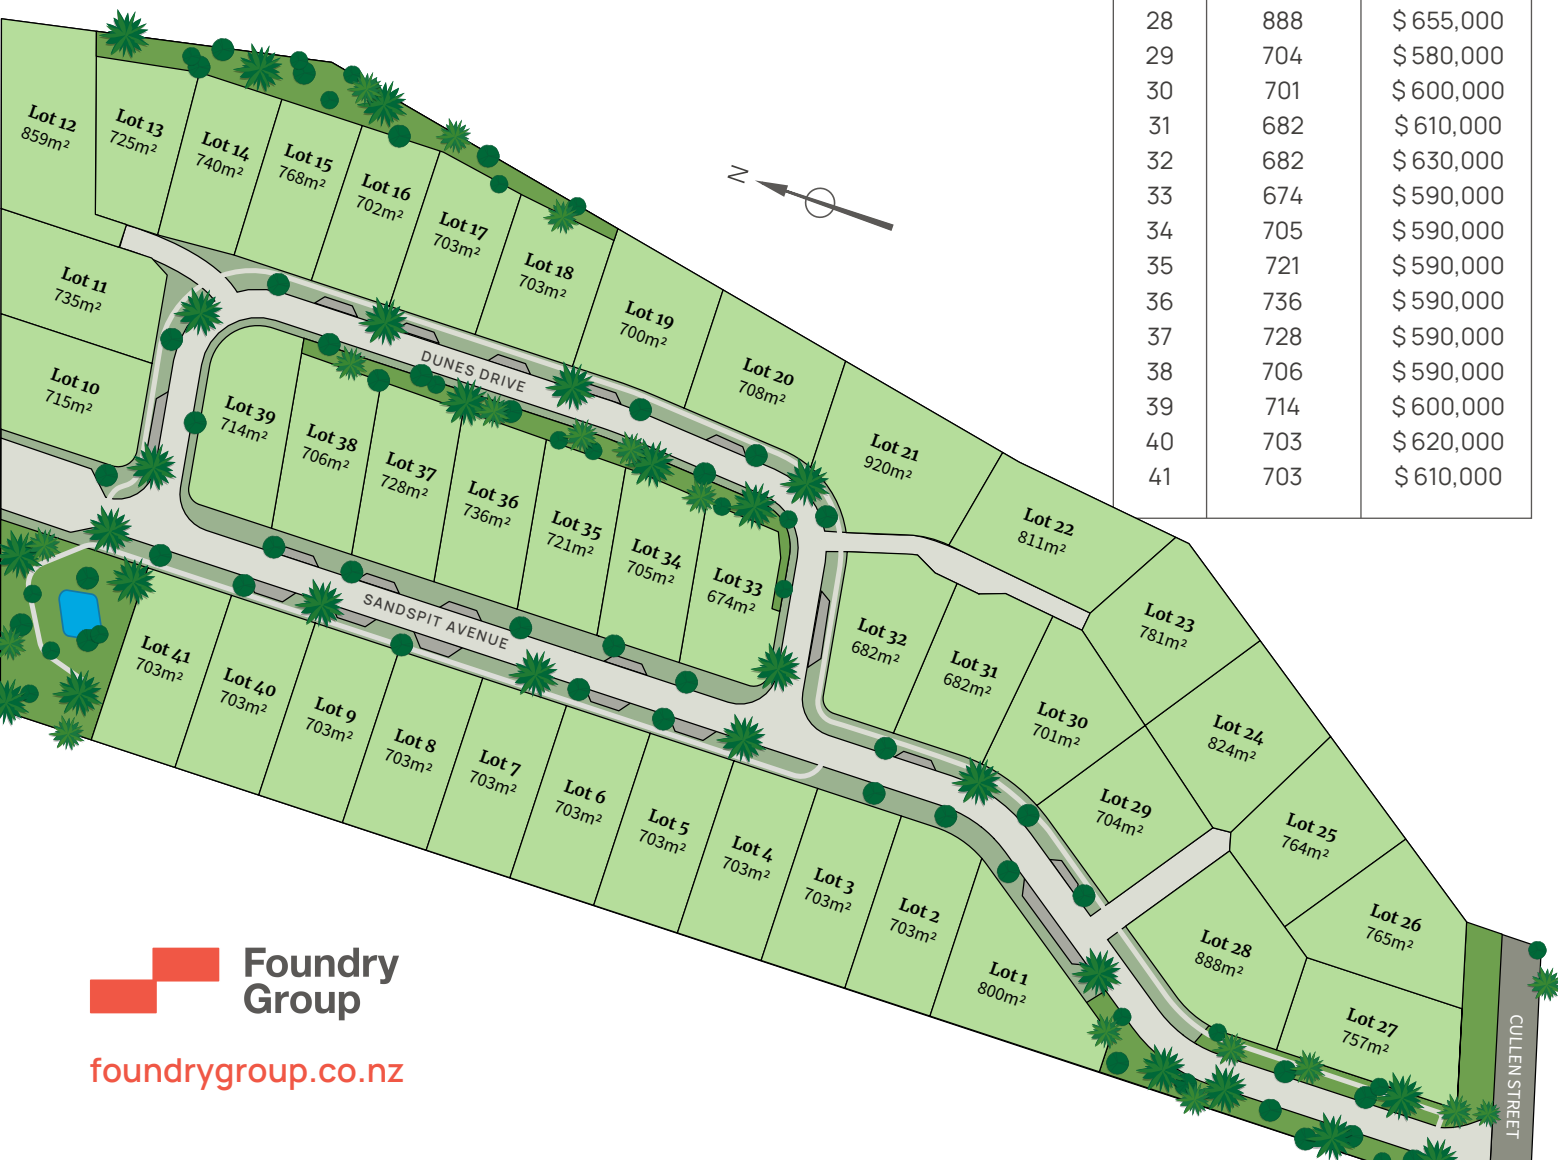 28 888 $ 655,000
29 704 $ 580,000
30 701 $ 600,000
31 682 $ 610,000
32 682 $ 630,000
33 674 $ 590,000
34 705 $ 590,000
35 721 $ 590,000
36 736 $ 590,000
37 728 $ 590,000
38 706 $ 590,000
39 714 $ 600,000
40 703 $ 620,000
41 703 $ 610,000
N
Lot 12
859m²
Lot 13
725m²
Lot 14
740m²
Lot 15
768m²
Lot 16
702m²
Lot 17
703m²
Lot 18
703m²
Lot 19
700m²
Lot 20
708m²
Lot 21
920m²
Lot 22
811m²
Lot 23
781m²
Lot 24
824m²
Lot 25
764m²
Lot 26
765m²
Lot 27
757m²
Lot 28
888m²
Lot 29
704m²
Lot 30
701m²
Lot 31
682m²
Lot 32
682m²
Lot 11
735m²
Lot 10
715m²
DUNES DRIVE
Lot 39
714m²
Lot 38
706m²
Lot 37
728m²
Lot 36
736m²
Lot 35
721m²
Lot 34
705m²
Lot 33
674m²
SANDSPIT AVENUE
Lot 41
703m²
Lot 40
703m²
Lot 9
703m²
Lot 8
703m²
Lot 7
703m²
Lot 6
703m²
Lot 5
703m²
Lot 4
703m²
Lot 3
703m²
Lot 2
703m²
Lot 1
800m²
CULLEN STREET
Foundry
Group
foundrygroup.co.nz